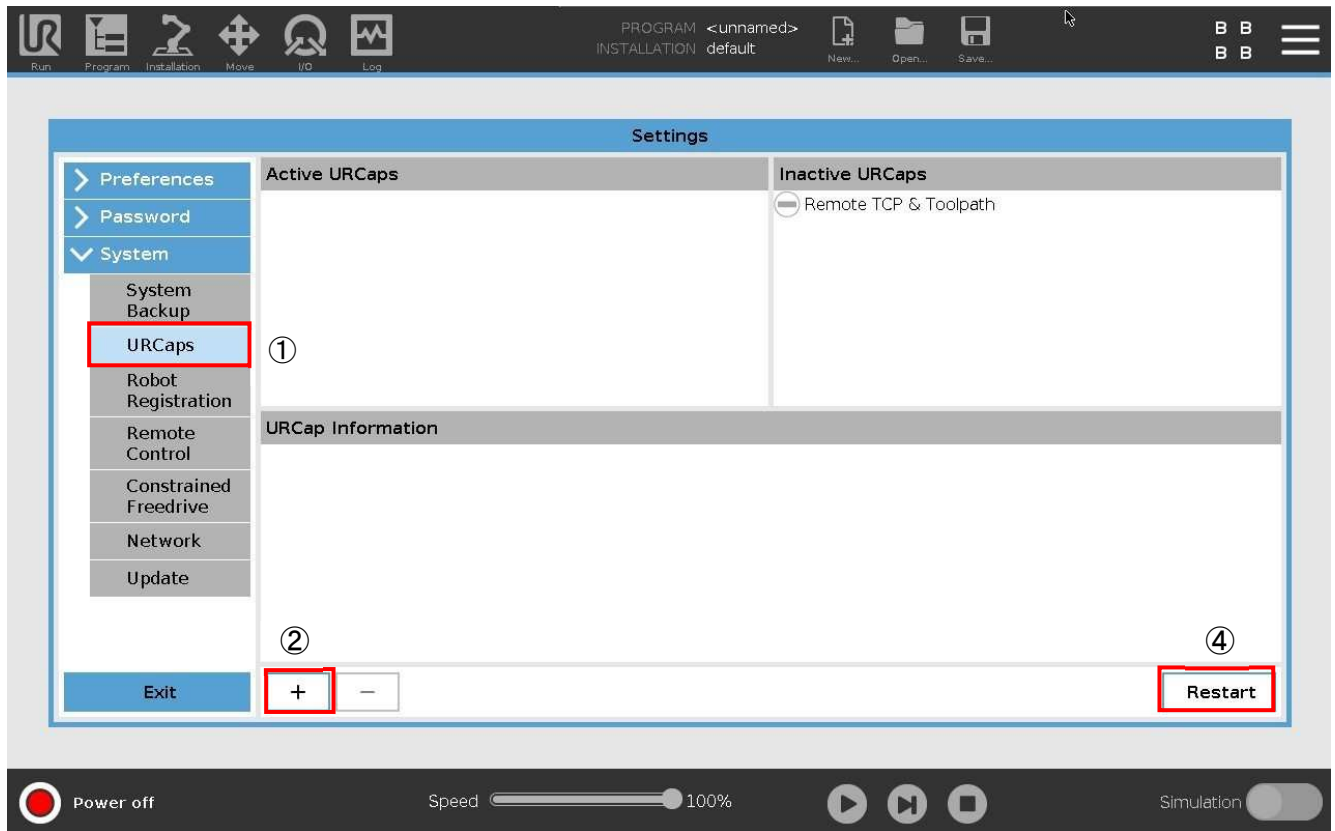 UR
PROGRAM <unnamed>
INSTALLATION default
B B
B B
Run Program Installation Move I/O Log New... Open... Save...
Settings
Preferences
Password
System
System
Backup
URCaps
①
Robot
Registration
Remote
Control
Constrained
Freedrive
Network
Update
Exit
Active URCaps
Inactive URCaps
Remote TCP & Toolpath
URCap Information
②
④
+ −
Restart
Power off
Speed 100%
Simulation